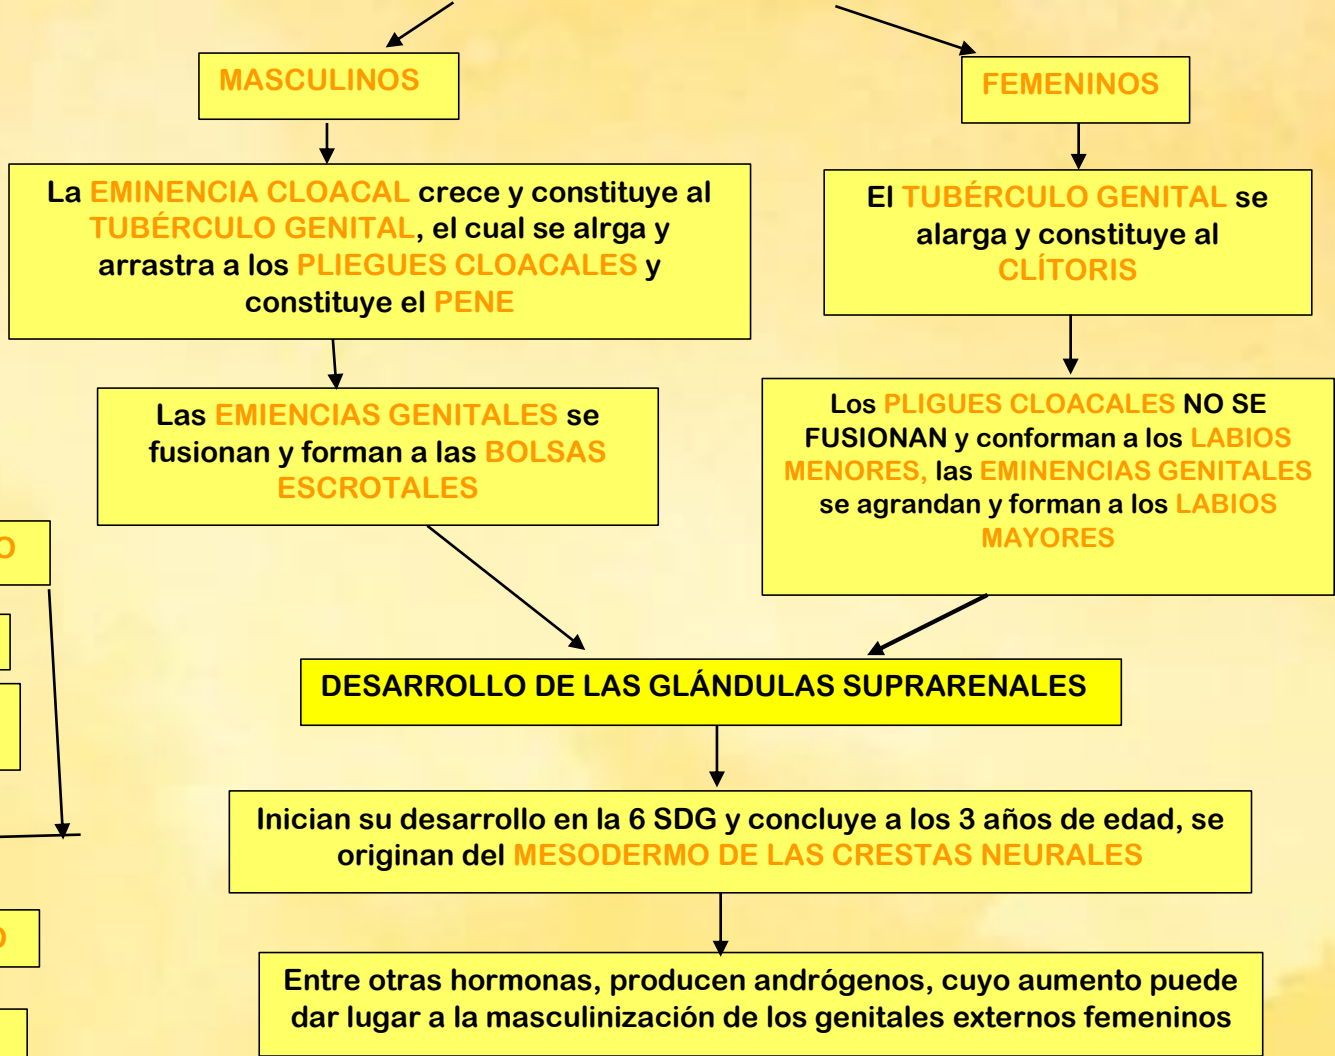 MASCULINOS
La EMINENCIA CLOACAL crece y constituye al
TUBÉRCULO GENITAL, el cual se alrga y
arrastra a los PLIEGUES CLOACALES y
constituye el PENE
Las EMIENCIAS GENITALES se
fusionan y forman a las BOLSAS
ESCROTALES
FEMENINOS
El TUBÉRCULO GENITAL se
alarga y constituye al
CLÍTORIS
Los PLIGUES CLOACALES NO SE
FUSIONAN y conforman a los LABIOS
MENORES, las EMINENCIAS GENITALES
se agrandan y forman a los LABIOS
MAYORES
DESARROLLO DE LAS GLÁNDULAS SUPRARENALES
Inician su desarrollo en la 6 SDG y concluye a los 3 años de edad, se
originan del MESODERMO DE LAS CRESTAS NEURALES
Entre otras hormonas, producen andrógenos, cuyo aumento puede
dar lugar a la masculinización de los genitales externos femeninos